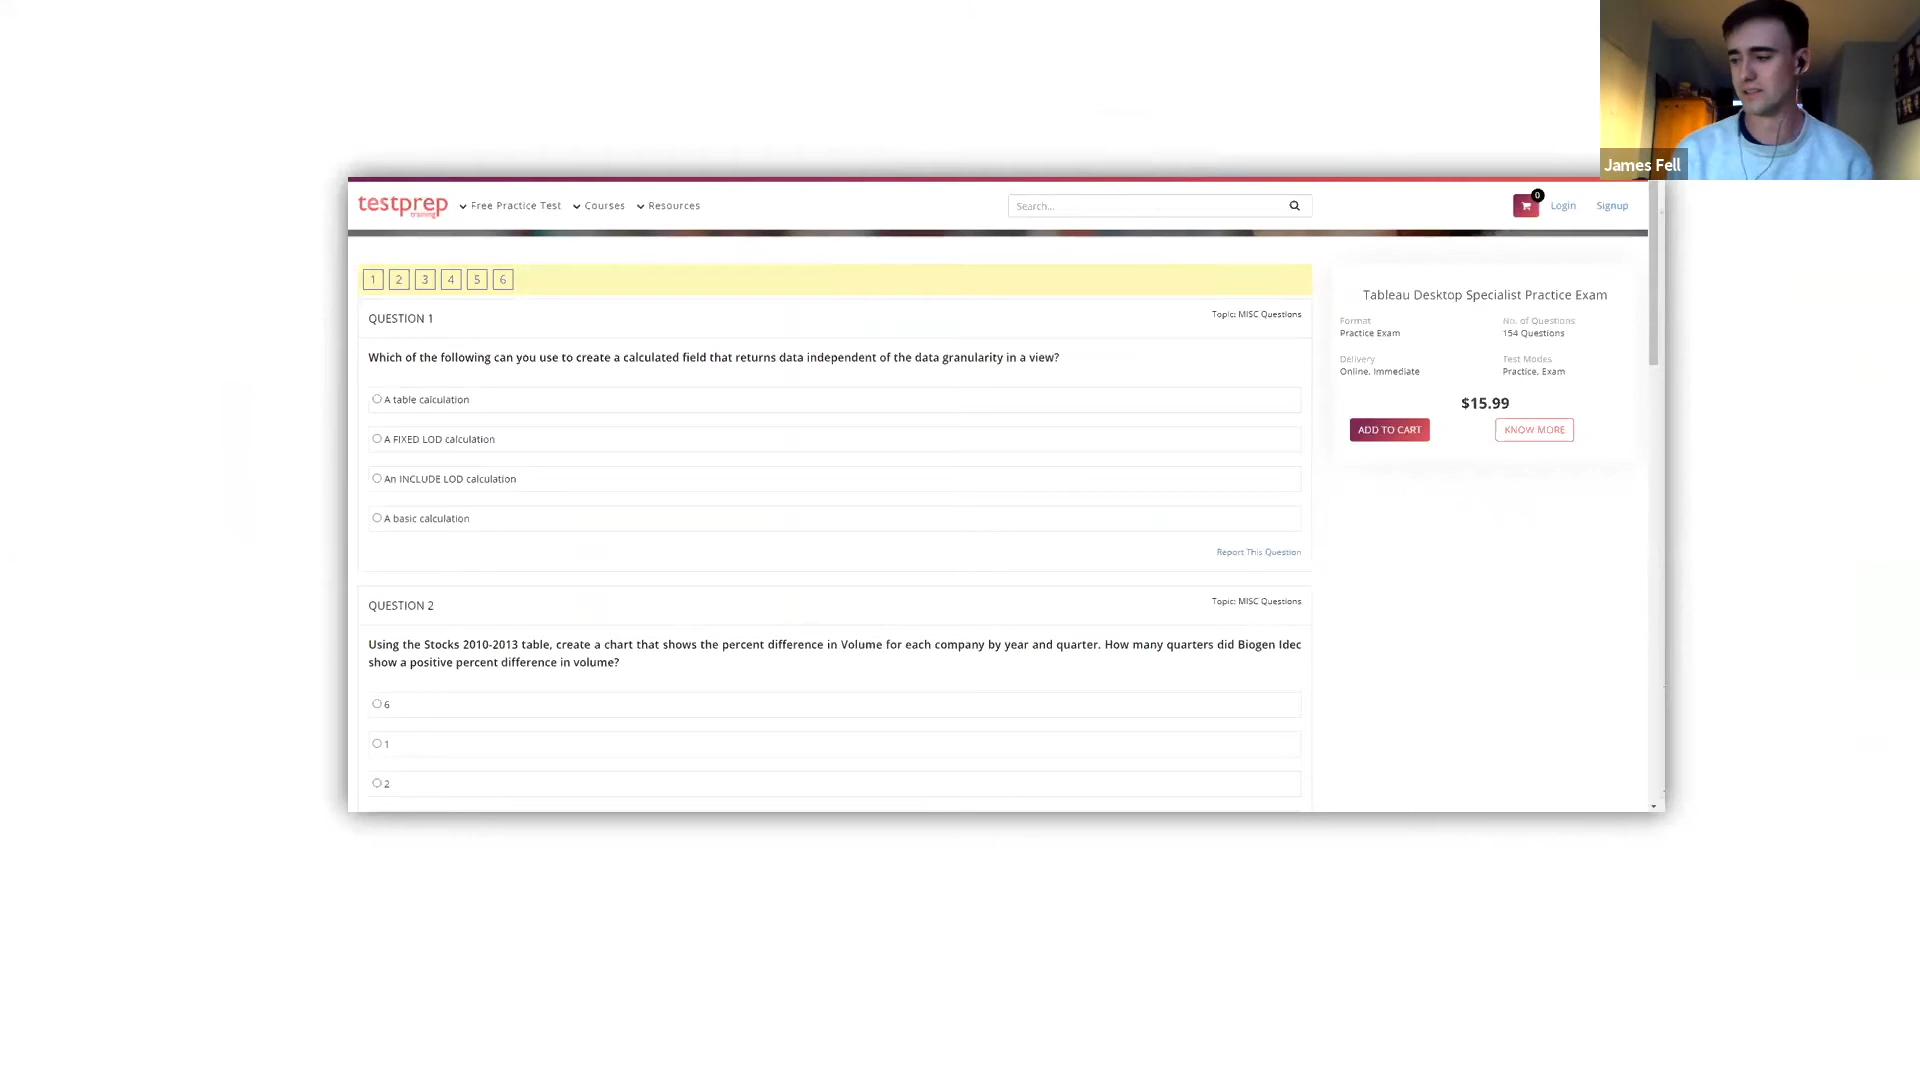 James Fell
testprep
training
Free Practice Test
Courses
Resources
Search...
0
Login
Signup
1 2 3 4 5 6
QUESTION 1
Topic: MISC Questions
Which of the following can you use to create a calculated field that returns data independent of the data granularity in a view?
A table calculation
A FIXED LOD calculation
An INCLUDE LOD calculation
A basic calculation
Report This Question
QUESTION 2
Topic: MISC Questions
Using the Stocks 2010-2013 table, create a chart that shows the percent difference in Volume for each company by year and quarter. How many quarters did Biogen Idec
show a positive percent difference in volume?
6
1
2
Tableau Desktop Specialist Practice Exam
Format
Practice Exam
No. of Questions
154 Questions
Delivery
Online, Immediate
Test Modes
Practice, Exam
$15.99
ADD TO CART
KNOW MORE